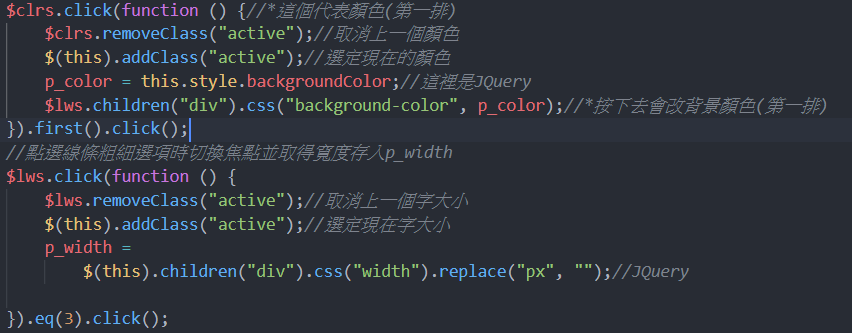 $clrs.click(function () {//*這個代表顏色(第一排)
$clrs.removeClass("active");//取消上一個顏色
$(this).addClass("active");//選定現在的顏色
p_color = this.style.backgroundColor;//這裡是JQuery
$lws.children("div").css("background-color", p_color);//*按下去會改背景顏色(第一排)
}).first().click();
//點選線條粗細選項時切換焦點並取得寬度存入p_width
$lws.click(function () {
$lws.removeClass("active");//取消上一個字大小
$(this).addClass("active");//選定現在字大小
p_width =
$(this).children("div").css("width").replace("px", "");//JQuery
}).eq(3).click();